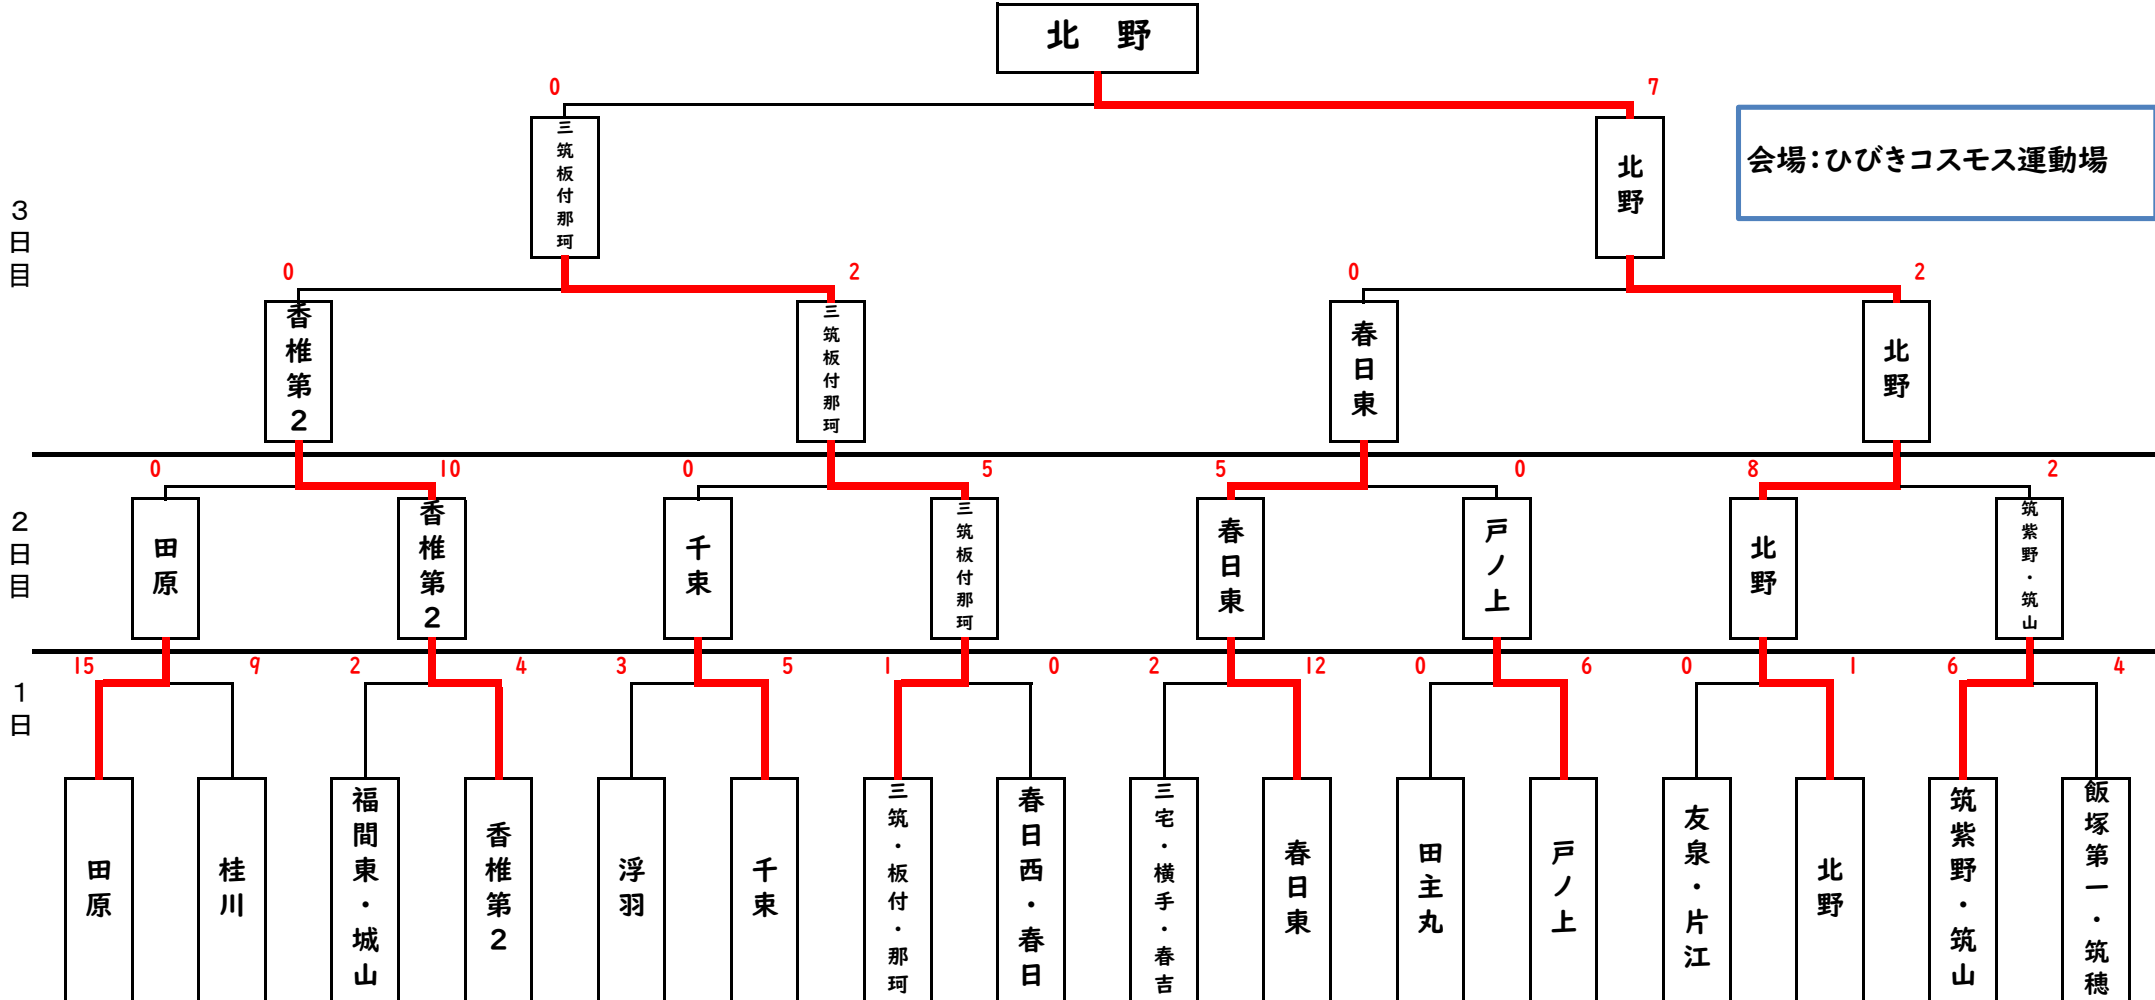 北　野
0
7
三筑板付那珂
北野
会場：ひびきコスモス運動場
3日目
0
2
0
2
香椎第2
三筑板付那珂
春日東
北野
0
10
0
5
5
0
8
2
2日目
田原
香椎第2
千束
三筑板付那珂
春日東
戸ノ上
北野
筑紫野・筑山
15
9
2
4
3
5
1
0
2
12
0
6
0
1
6
4
1日
田原
桂川
福間東・城山
香椎第2
浮羽
千束
三筑・板付・那珂
春日西・春日
三宅・横手・春吉
春日東
田主丸
戸ノ上
友泉・片江
北野
筑紫野・筑山
飯塚第一・筑穂